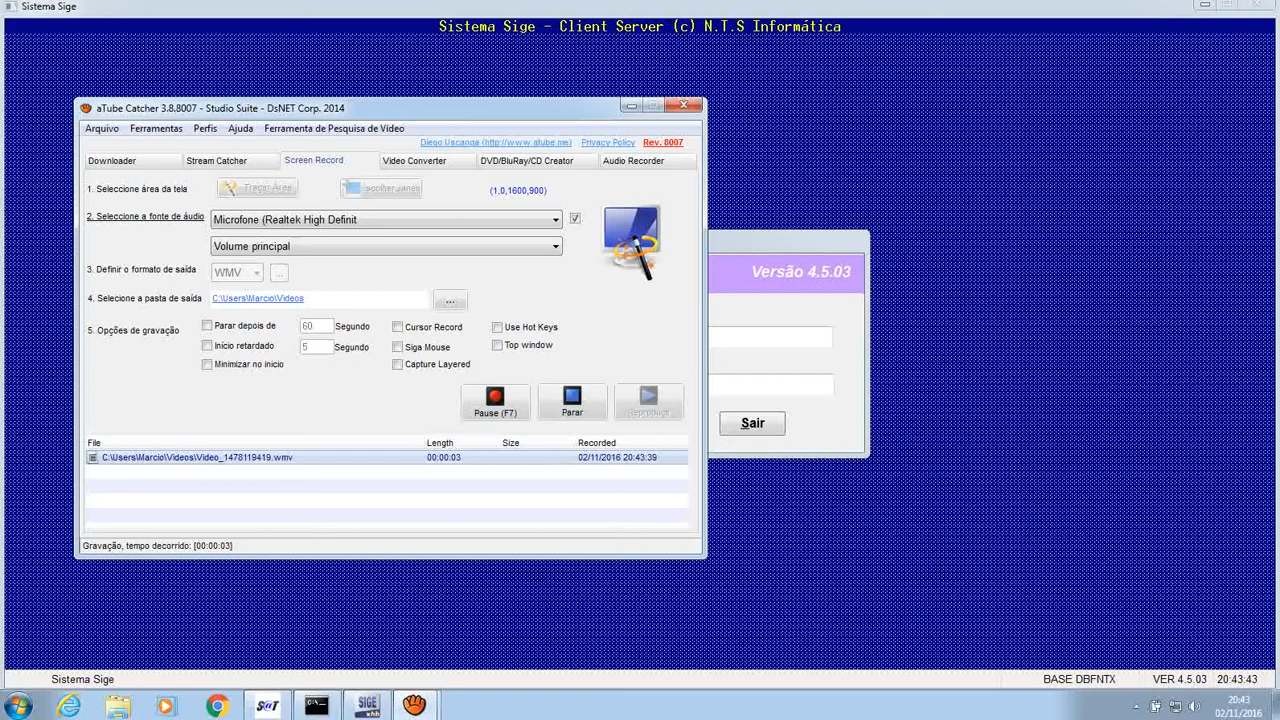 Sistema Sige
Sistema Sige - Client Server (c) N.T.S Informática
aTube Catcher 3.8.8007 - Studio Suite - DsNET Corp. 2014
Arquivo Ferramentas Perfis Ajuda Ferramenta de Pesquisa de Vídeo
Diego Uscanga (http://www.atube.me) Privacy Policy Rev. 8007
Downloader Stream Catcher Screen Record Video Converter DVD/BluRay/CD Creator Audio Recorder
1. Seleccione área da tela Traçar Área (1,0,1600,900)
2. Seleccione a fonte de áudio Microfone (Realtek High Definit
Volume principal
3. Definir o formato de saída WMV ...
4. Selecione a pasta de saída C:\Users\Marcio\Videos ...
5. Opções de gravação
Parar depois de 60 Segundo Cursor Record Use Hot Keys
Início retardado 5 Segundo Siga Mouse Top window
Minimizar no inicio Capture Layered
Pause (F7) Parar
File Length Size Recorded
C:\Users\Marcio\Videos\Video_1478119419.wmv 00:00:03 02/11/2016 20:43:39
Gravação, tempo decorrido: [00:00:03]
Versão 4.5.03
Sair
Sistema Sige BASE DBFNTX VER 4.5.03 20:43:43
S@T C:\ SIGE xhb
20:43
02/11/2016